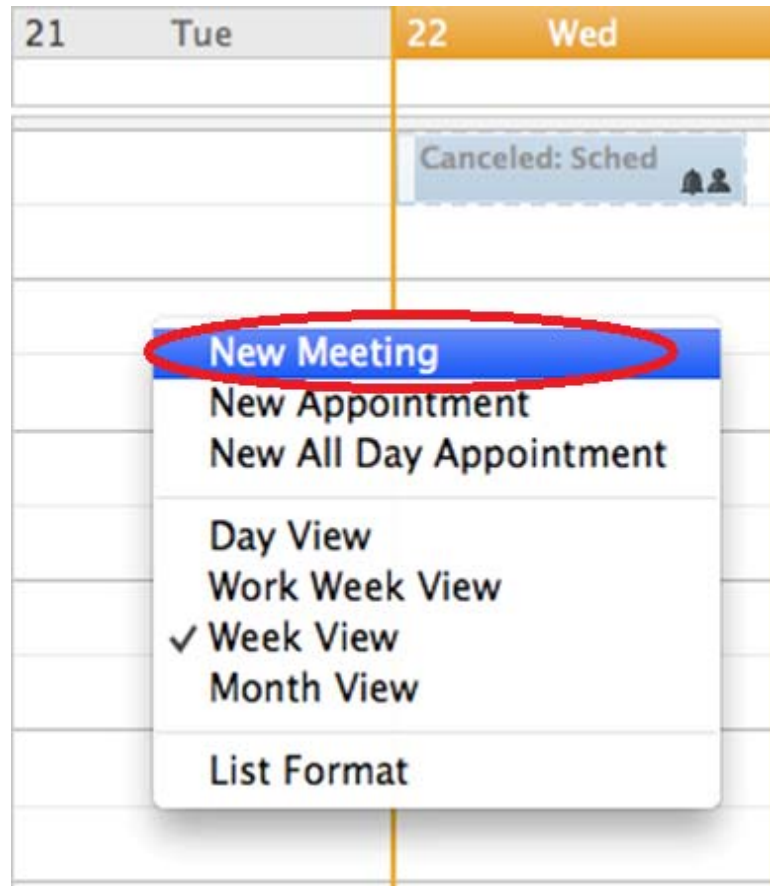 21 Tue 22 Wed
Canceled: Sched
New Meeting
New Appointment
New All Day Appointment
Day View
Work Week View
✓ Week View
Month View
List Format